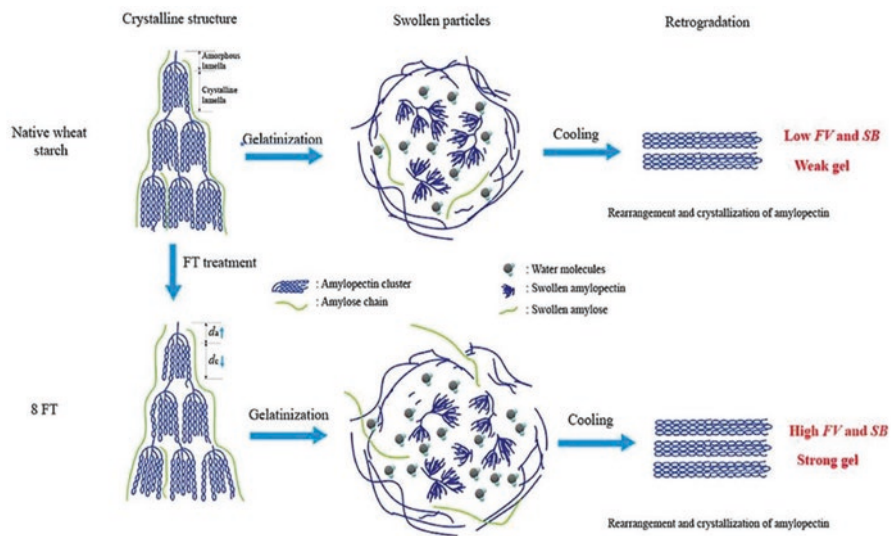 Crystalline structure
Swollen particles
Retrogradation
Amorphous
lamella
Crystalline
lamella
Native wheat
starch
Gelatinization
Cooling
Low FV and SB
Weak gel
Rearrangement and crystallization of amylopectin
FT treatment
: Amylopectin cluster
: Amylose chain
: Water molecules
: Swollen amylopectin
: Swollen amylose
da↑
dc↓
8 FT
Gelatinization
Cooling
High FV and SB
Strong gel
Rearrangement and crystallization of amylopectin